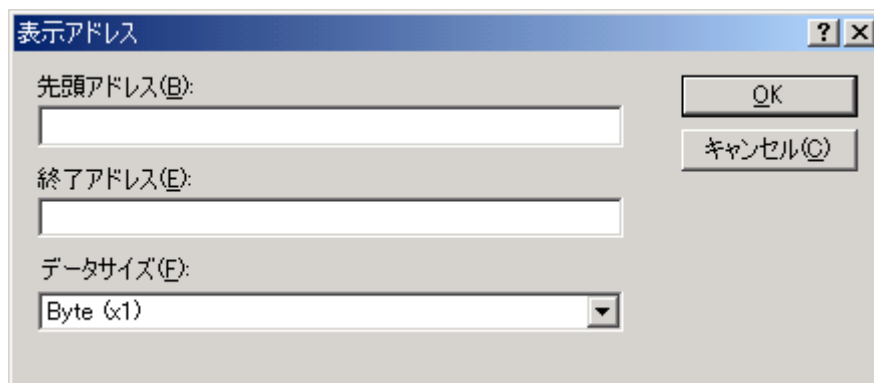 表示アドレス
先頭アドレス(B):
OK
キャンセル(C)
終了アドレス(E):
データサイズ(F):
Byte (x1)